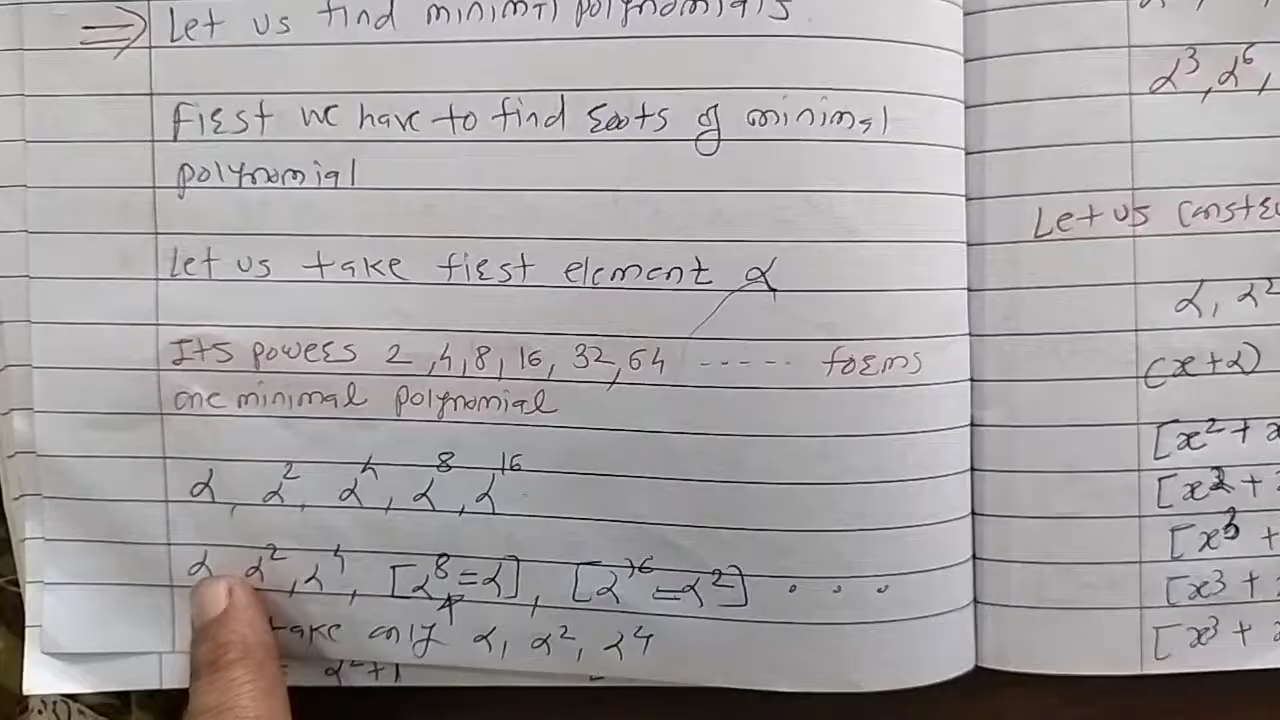 ⇒ Let us find minimal polynomials
First we have to find roots of minimal
polynomial
Let us take first element α
Its powers 2, 4, 8, 16, 32, 64 ----- forms
one minimal polynomial
α, α², α⁴, α⁸, α¹⁶
α, α², α⁴, [α⁸=α], [α¹⁶=α²] . . .
take only α, α², α⁴
α³, α⁶,
Let us
α, α²
(x+α)
[x² +
[x² +
[x³ +
[x³ +
[x³ +